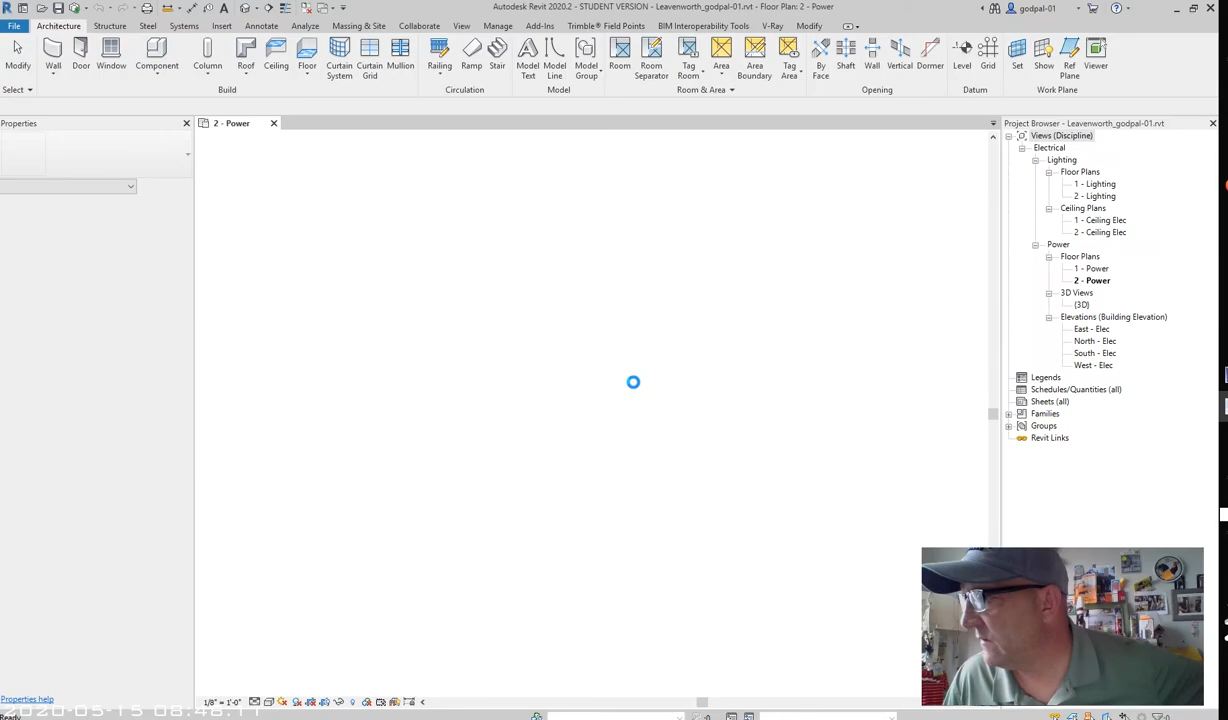 Autodesk Revit 2020.2 - STUDENT VERSION - Leavenworth_godpal-01.rvt - Floor Plan: 2 - Power
godpal-01
File Architecture Structure Steel Systems Insert Annotate Analyze Massing & Site Collaborate View Manage Add-Ins Trimble® Field Points BIM Interoperability Tools V-Ray Modify
Modify Wall Door Window Component Column Roof Ceiling Floor Curtain System Curtain Grid Mullion Railing Ramp Stair Model Text Model Line Model Group Room Room Separator Tag Room Area Area Boundary Tag Area By Face Shaft Wall Vertical Dormer Level Grid Set Show Ref Plane Viewer
Select Build Circulation Model Room & Area Opening Datum Work Plane
Properties
2 - Power
Project Browser - Leavenworth_godpal-01.rvt
Views (Discipline)
Electrical
Lighting
Floor Plans
1 - Lighting
2 - Lighting
Ceiling Plans
1 - Ceiling Elec
2 - Ceiling Elec
Power
Floor Plans
1 - Power
2 - Power
3D Views
{3D}
Elevations (Building Elevation)
East - Elec
North - Elec
South - Elec
West - Elec
Legends
Schedules/Quantities (all)
Sheets (all)
Families
Groups
Revit Links
Properties help
1/8" = 1'-0"
Ready
2020-05-15 08:48:11